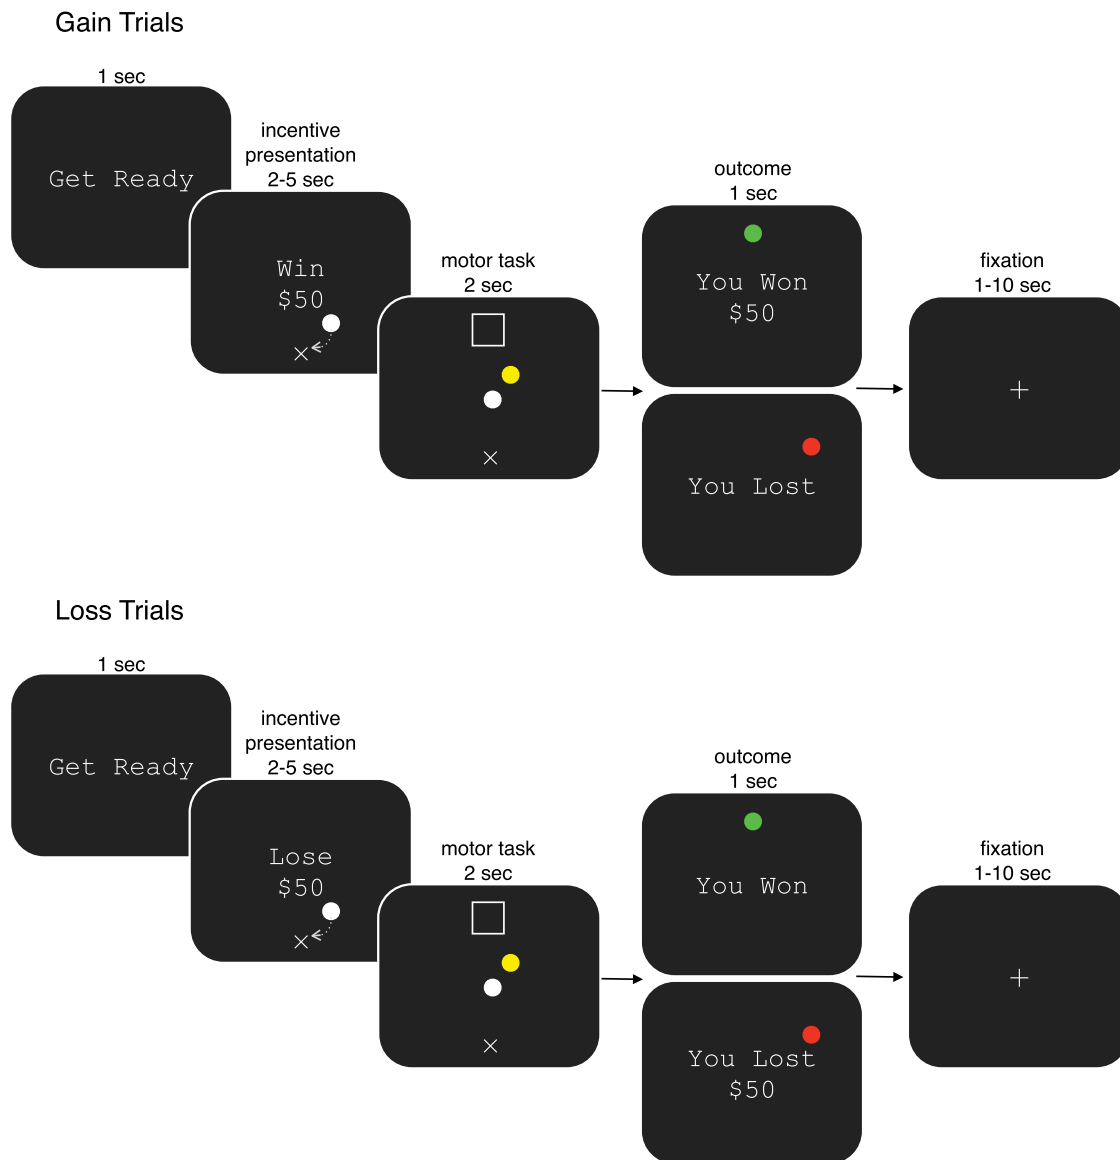 Gain Trials
1 sec
Get Ready
incentive
presentation
2-5 sec
Win
$50
motor task
2 sec
outcome
1 sec
You Won
$50
You Lost
fixation
1-10 sec
Loss Trials
1 sec
Get Ready
incentive
presentation
2-5 sec
Lose
$50
motor task
2 sec
outcome
1 sec
You Won
You Lost
$50
fixation
1-10 sec